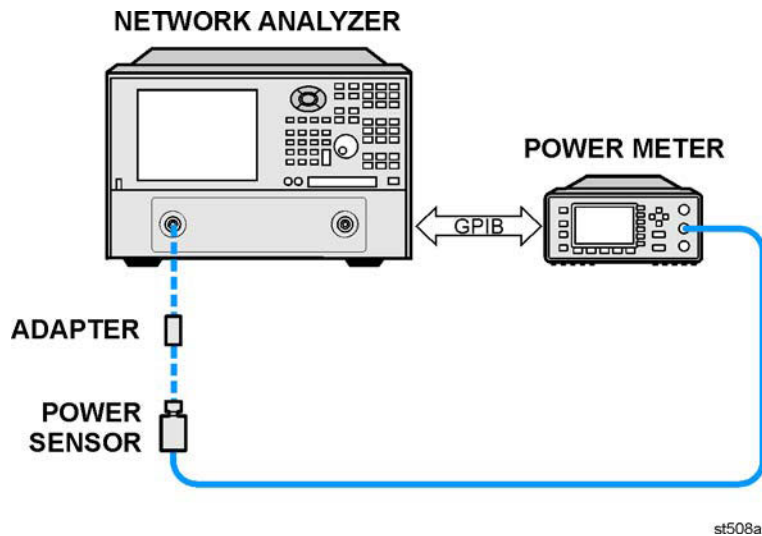 NETWORK ANALYZER
POWER METER
GPIB
ADAPTER
POWER
SENSOR
st508a